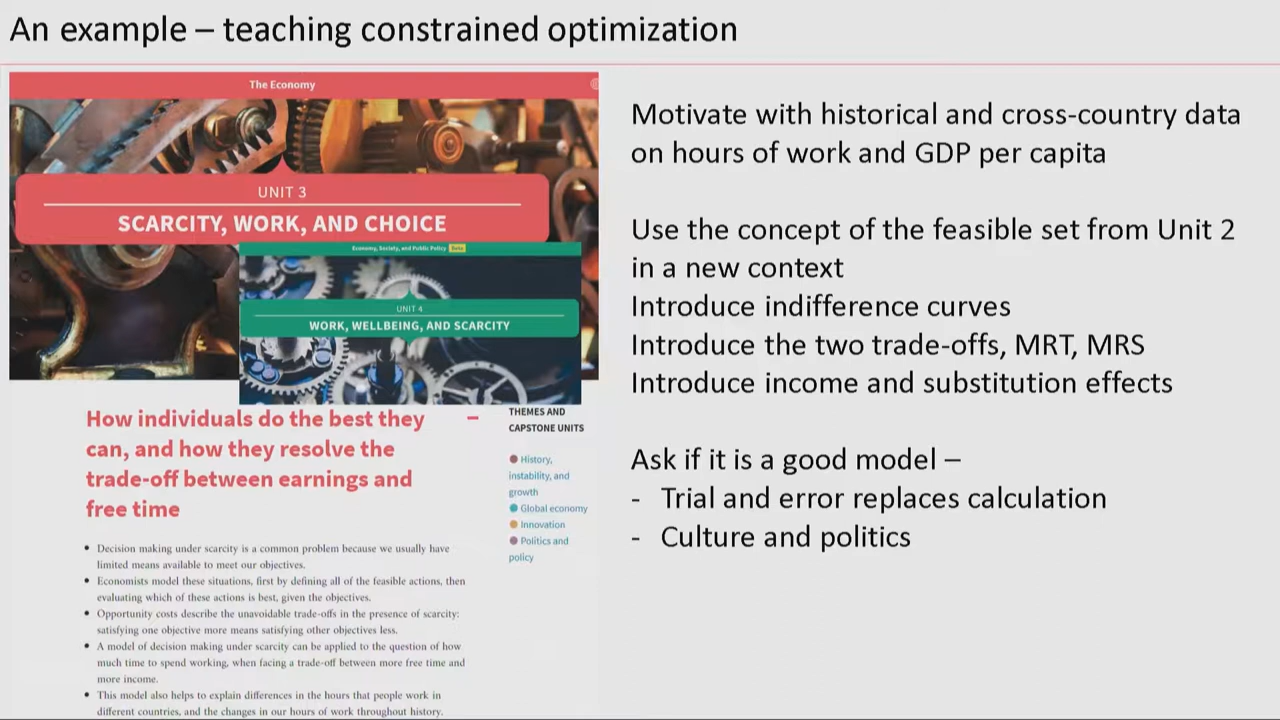 An example – teaching constrained optimization
The Economy
UNIT 3
SCARCITY, WORK, AND CHOICE
Economy, Society, and Public Policy Beta
UNIT 4
WORK, WELLBEING, AND SCARCITY
How individuals do the best they
can, and how they resolve the
trade-off between earnings and
free time
• Decision making under scarcity is a common problem because we usually have
limited means available to meet our objectives.
• Economists model these situations, first by defining all of the feasible actions, then
evaluating which of these actions is best, given the objectives.
• Opportunity costs describe the unavoidable trade-offs in the presence of scarcity:
satisfying one objective more means satisfying other objectives less.
• A model of decision making under scarcity can be applied to the question of how
much time to spend working, when facing a trade-off between more free time and
more income.
• This model also helps to explain differences in the hours that people work in
different countries, and the changes in our hours of work throughout history.
THEMES AND
CAPSTONE UNITS
History,
instability, and
growth
Global economy
Innovation
Politics and
policy
Motivate with historical and cross-country data
on hours of work and GDP per capita
Use the concept of the feasible set from Unit 2
in a new context
Introduce indifference curves
Introduce the two trade-offs, MRT, MRS
Introduce income and substitution effects
Ask if it is a good model –
- Trial and error replaces calculation
- Culture and politics